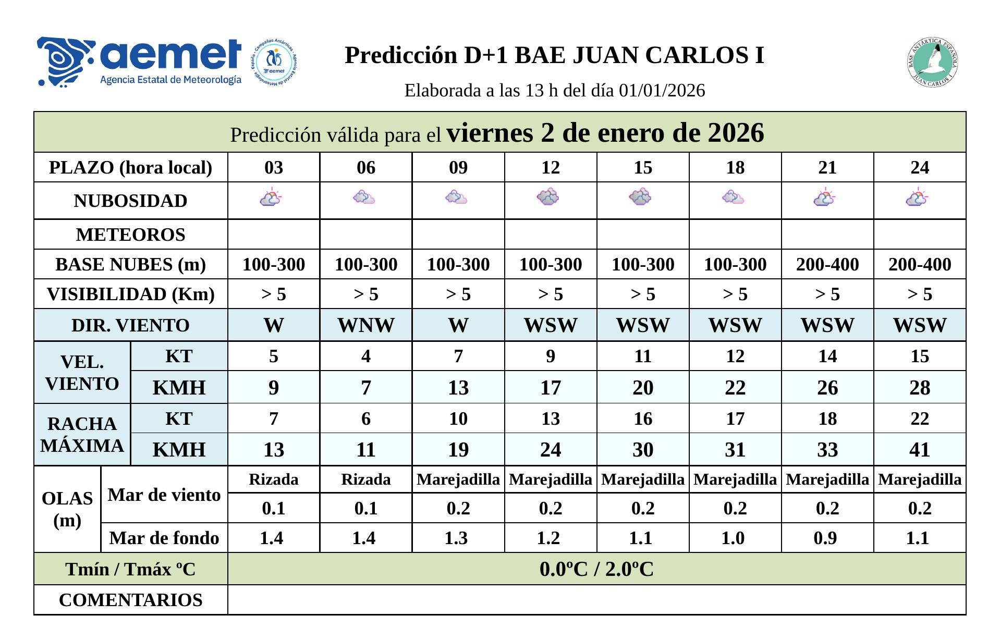 aemet
Agencia Estatal de Meteorología
Campañas Antárticas · Agencia Estatal de Meteorología · España ·
aemet
Predicción D+1 BAE JUAN CARLOS I
Elaborada a las 13 h del día 01/01/2026
BASE ANTÁRTICA ESPAÑOLA
JUAN CARLOS I
Predicción válida para el viernes 2 de enero de 2026
PLAZO (hora local) 03 06 09 12 15 18 21 24
NUBOSIDAD
METEOROS
BASE NUBES (m) 100-300 100-300 100-300 100-300 100-300 100-300 200-400 200-400
VISIBILIDAD (Km) > 5 > 5 > 5 > 5 > 5 > 5 > 5 > 5
DIR. VIENTO W WNW W WSW WSW WSW WSW WSW
VEL. VIENTO
KT 5 4 7 9 11 12 14 15
KMH 9 7 13 17 20 22 26 28
RACHA MÁXIMA
KT 7 6 10 13 16 17 18 22
KMH 13 11 19 24 30 31 33 41
OLAS (m)
Mar de viento Rizada Rizada Marejadilla Marejadilla Marejadilla Marejadilla Marejadilla Marejadilla
0.1 0.1 0.2 0.2 0.2 0.2 0.2 0.2
Mar de fondo 1.4 1.4 1.3 1.2 1.1 1.0 0.9 1.1
Tmín / Tmáx ºC 0.0ºC / 2.0ºC
COMENTARIOS